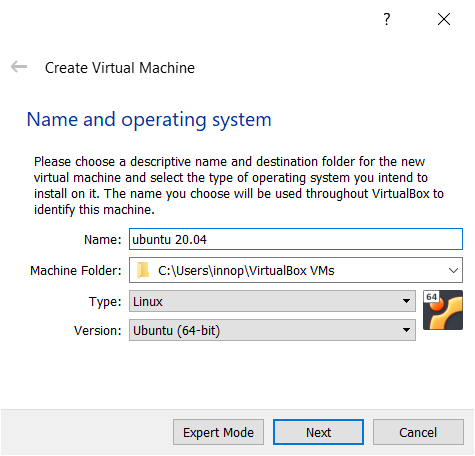 ?
Create Virtual Machine
Name and operating system
Please choose a descriptive name and destination folder for the new
virtual machine and select the type of operating system you intend to
install on it. The name you choose will be used throughout VirtualBox to
identify this machine.
Name: ubuntu 20.04
Machine Folder: C:\Users\innop\VirtualBox VMs
Type: Linux
64
Version: Ubuntu (64-bit)
Expert Mode Next Cancel